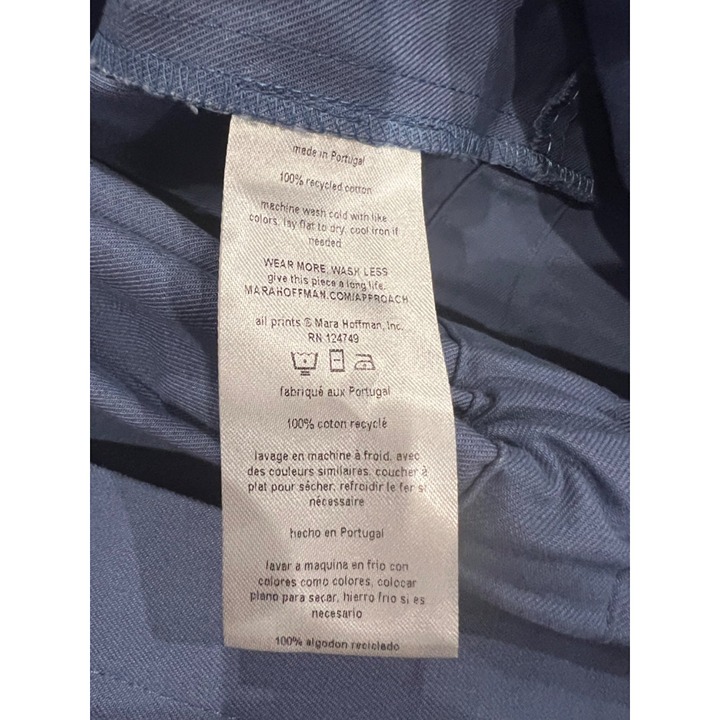 made in Portugal
100% recycled cotton
machine wash cold with like
colors, lay flat to dry, cool iron if
needed
WEAR MORE, WASH LESS
give this piece a long life.
MARAHOFFMAN.COM/APPROACH
all prints © Mara Hoffman, Inc.
RN 124749
fabriqué aux Portugal
100% coton recyclé
lavage en machine à froid, avec
des couleurs similaires, coucher à
plat pour sécher, refroidir le fer si
nécessaire
hecho en Portugal
lavar a maquina en frio con
colores como colores, colocar
plano para secar, hierro frio si es
necesario
100% algodon reciclado